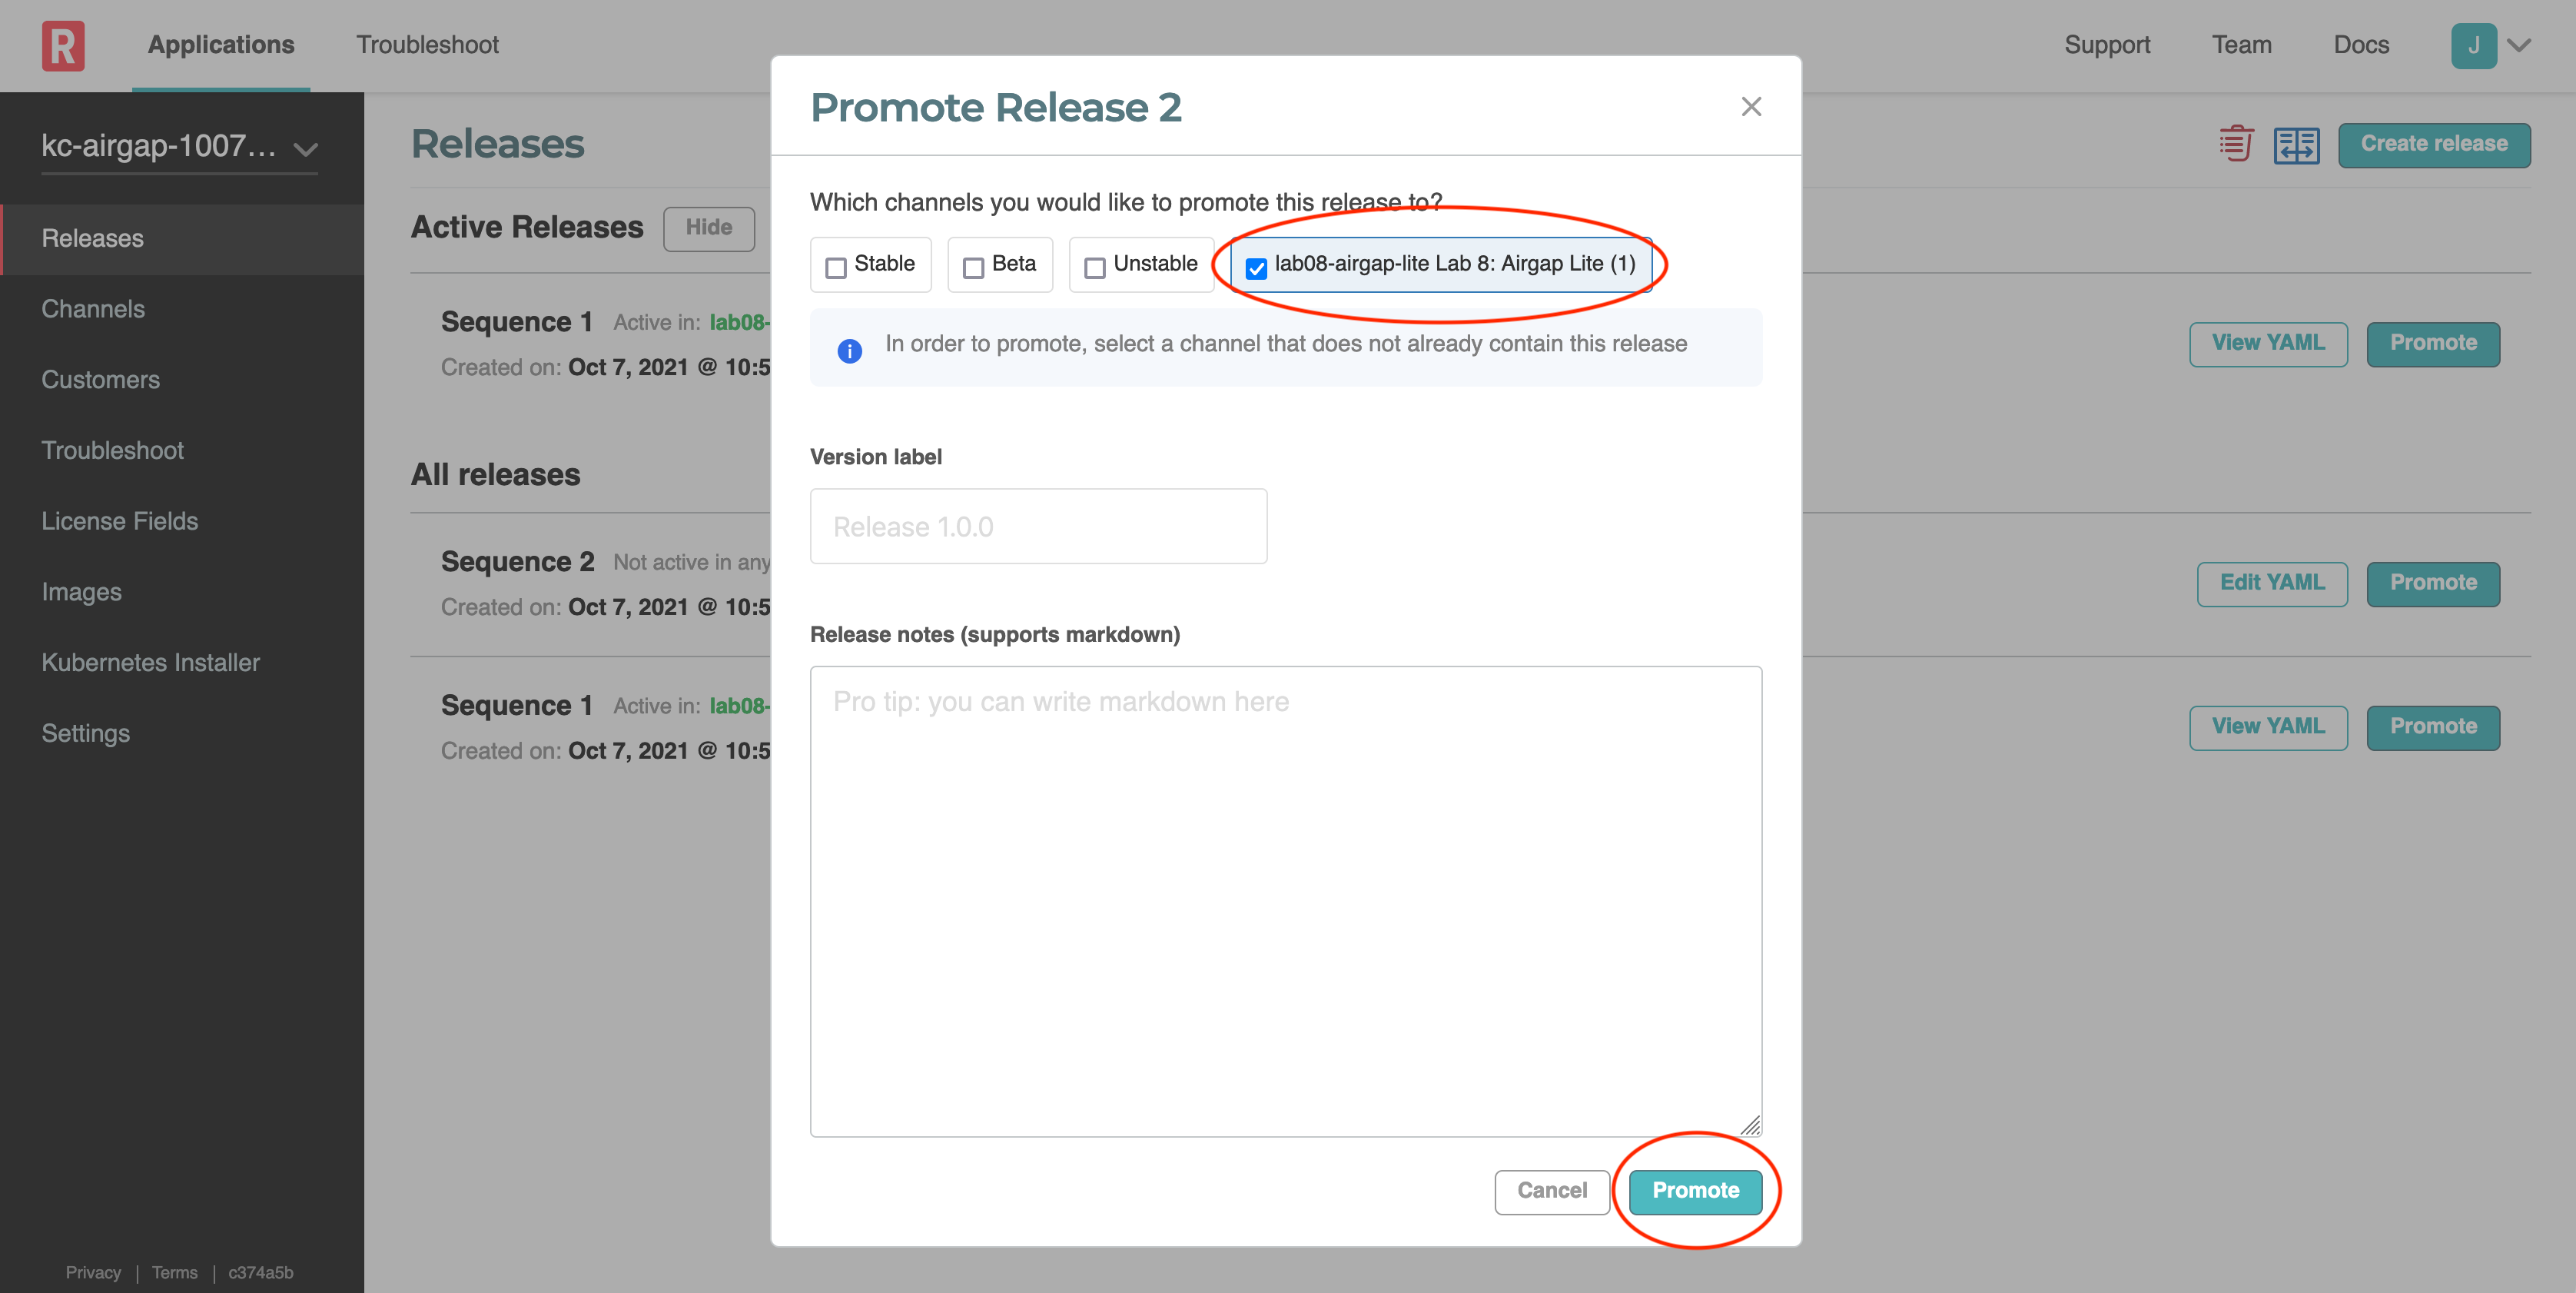 R
Applications
Troubleshoot
Support
Team
Docs
J
kc-airgap-1007...
Releases
Channels
Customers
Troubleshoot
License Fields
Images
Kubernetes Installer
Settings
Privacy | Terms | c374a5b
Releases
Create release
Active Releases
Hide
Sequence 1 Active in: lab08-
Created on: Oct 7, 2021 @ 10:5
View YAML
Promote
All releases
Sequence 2 Not active in any
Created on: Oct 7, 2021 @ 10:5
Edit YAML
Promote
Sequence 1 Active in: lab08-
Created on: Oct 7, 2021 @ 10:5
View YAML
Promote
Promote Release 2
Which channels you would like to promote this release to?
Stable
Beta
Unstable
lab08-airgap-lite Lab 8: Airgap Lite (1)
In order to promote, select a channel that does not already contain this release
Version label
Release 1.0.0
Release notes (supports markdown)
Pro tip: you can write markdown here
Cancel
Promote